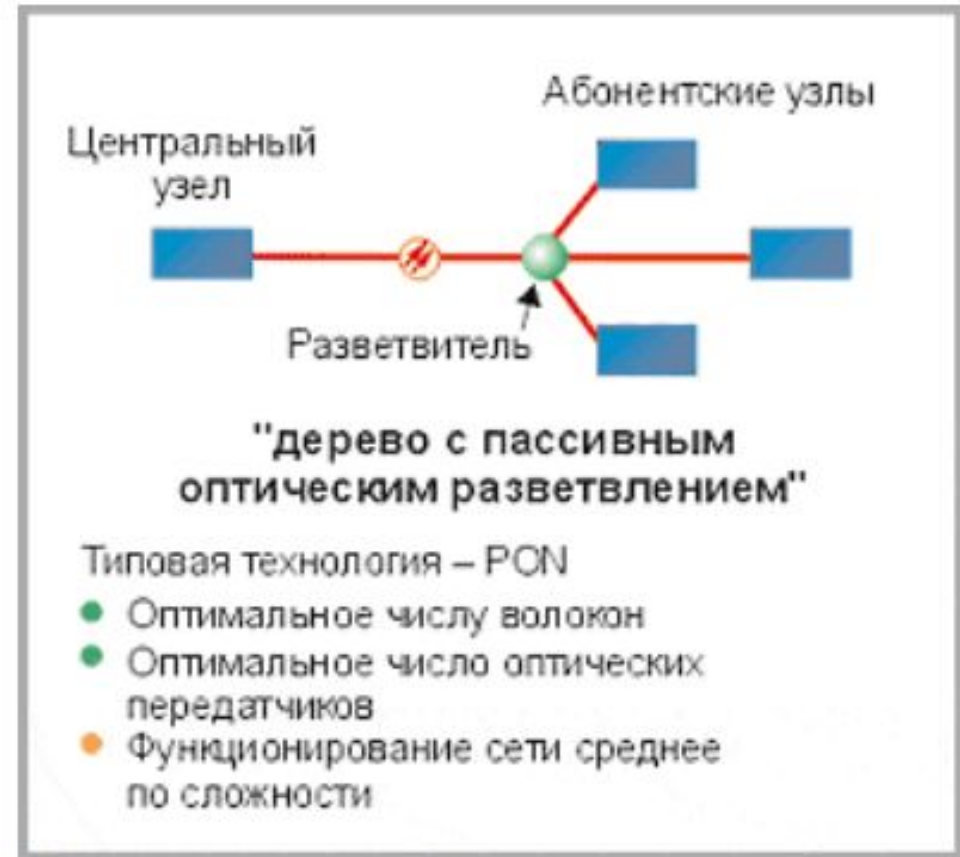 Абонентские узлы
Центральный
узел
Разветвитель
"дерево с пассивным
оптическим разветвлением"
Типовая технология – PON
Оптимальное числу волокон
Оптимальное число оптических
передатчиков
Функционирование сети среднее
по сложности